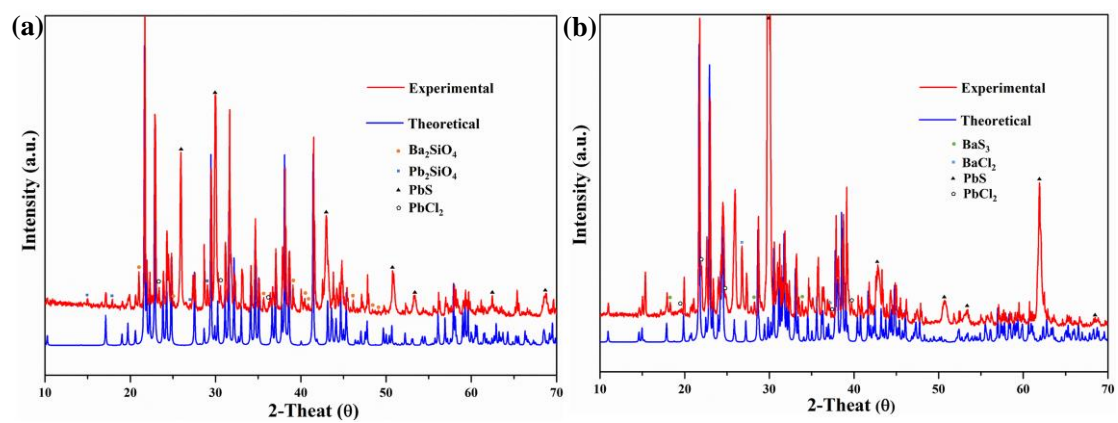 (a)
Experimental
Theoretical
Ba₂SiO₄
Pb₂SiO₄
PbS
PbCl₂
Intensity (a.u.)
10 20 30 40 50 60 70
2-Theat (θ)
(b)
Experimental
Theoretical
BaS₃
BaCl₂
PbS
PbCl₂
Intensity (a.u.)
10 20 30 40 50 60 70
2-Theat (θ)